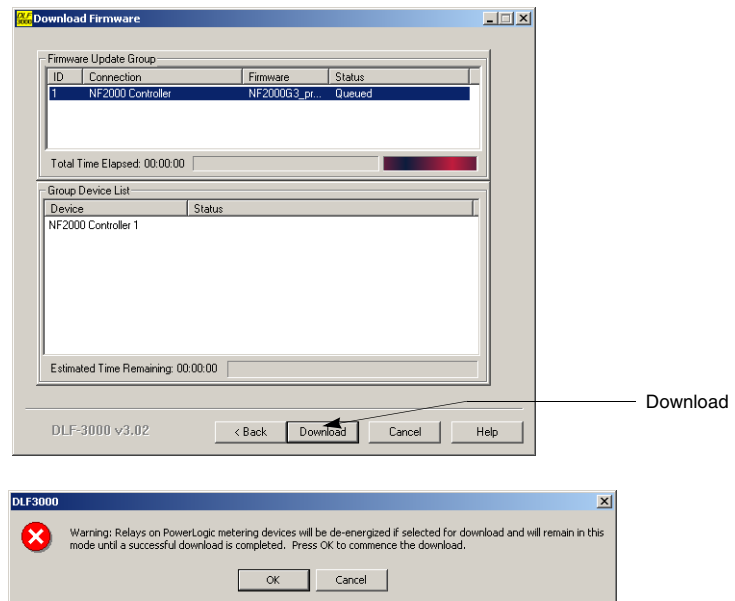 DLF 3000 Download Firmware
Firmware Update Group
ID Connection Firmware Status
1 NF2000 Controller NF2000G3_pr... Queued
Total Time Elapsed: 00:00:00
Group Device List
Device Status
NF2000 Controller 1
Estimated Time Remaining: 00:00:00
Download
DLF-3000 v3.02 < Back Download Cancel Help
DLF3000
Warning: Relays on PowerLogic metering devices will be de-energized if selected for download and will remain in this
mode until a successful download is completed. Press OK to commence the download.
OK Cancel